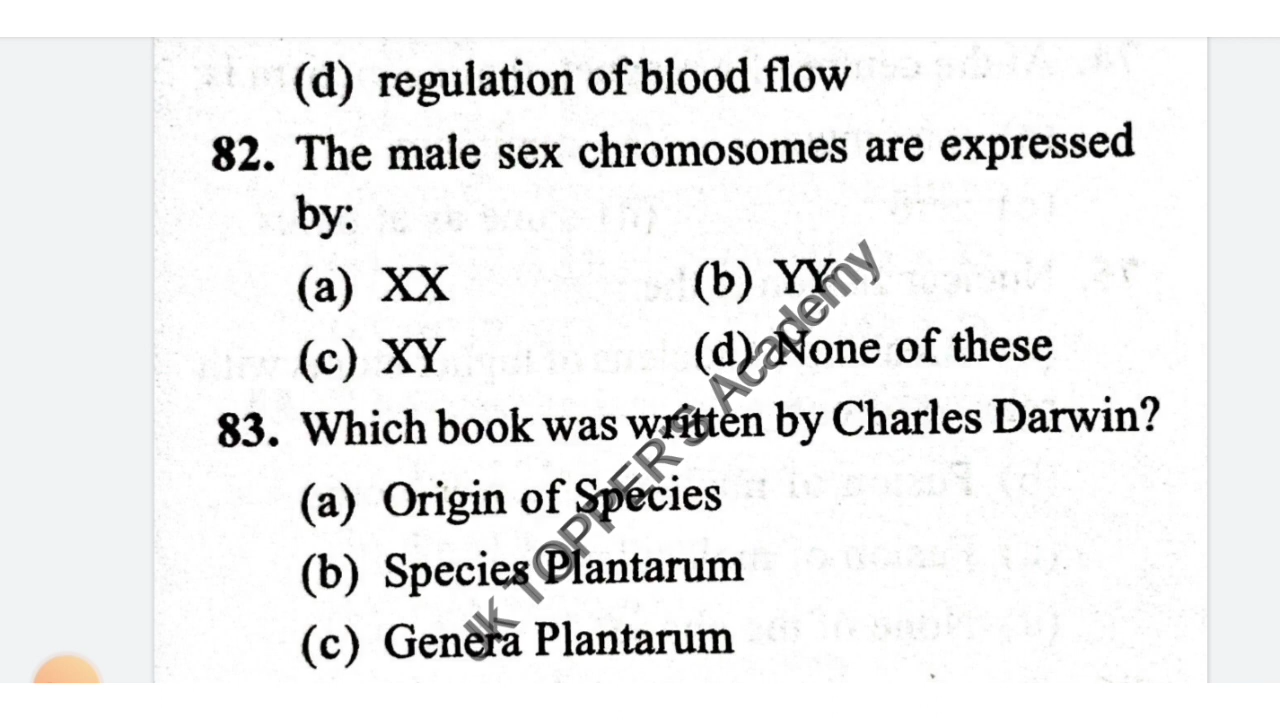 (d) regulation of blood flow
82. The male sex chromosomes are expressed
by:
(a) XX (b) YY
(c) XY (d) None of these
83. Which book was written by Charles Darwin?
(a) Origin of Species
(b) Species Plantarum
(c) Genera Plantarum
JK TOPPER'S Academy